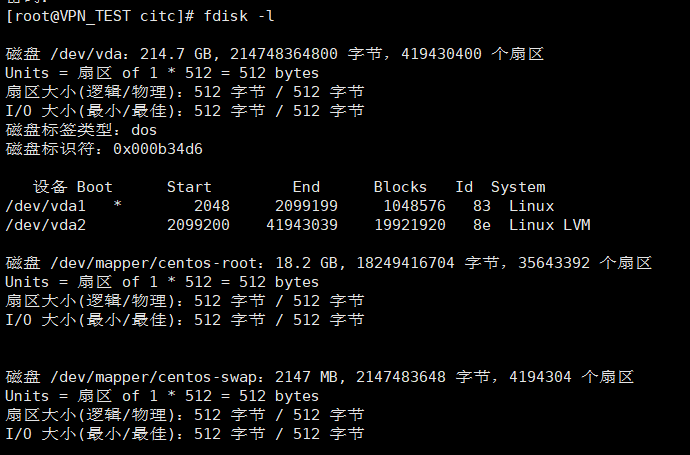 [root@VPN_TEST citc]# fdisk -l
磁盘 /dev/vda：214.7 GB, 214748364800 字节，419430400 个扇区
Units = 扇区 of 1 * 512 = 512 bytes
扇区大小(逻辑/物理)：512 字节 / 512 字节
I/O 大小(最小/最佳)：512 字节 / 512 字节
磁盘标签类型：dos
磁盘标识符：0x000b34d6
设备 Boot Start End Blocks Id System
/dev/vda1 * 2048 2099199 1048576 83 Linux
/dev/vda2 2099200 41943039 19921920 8e Linux LVM
磁盘 /dev/mapper/centos-root：18.2 GB, 18249416704 字节，35643392 个扇区
Units = 扇区 of 1 * 512 = 512 bytes
扇区大小(逻辑/物理)：512 字节 / 512 字节
I/O 大小(最小/最佳)：512 字节 / 512 字节
磁盘 /dev/mapper/centos-swap：2147 MB, 2147483648 字节，4194304 个扇区
Units = 扇区 of 1 * 512 = 512 bytes
扇区大小(逻辑/物理)：512 字节 / 512 字节
I/O 大小(最小/最佳)：512 字节 / 512 字节